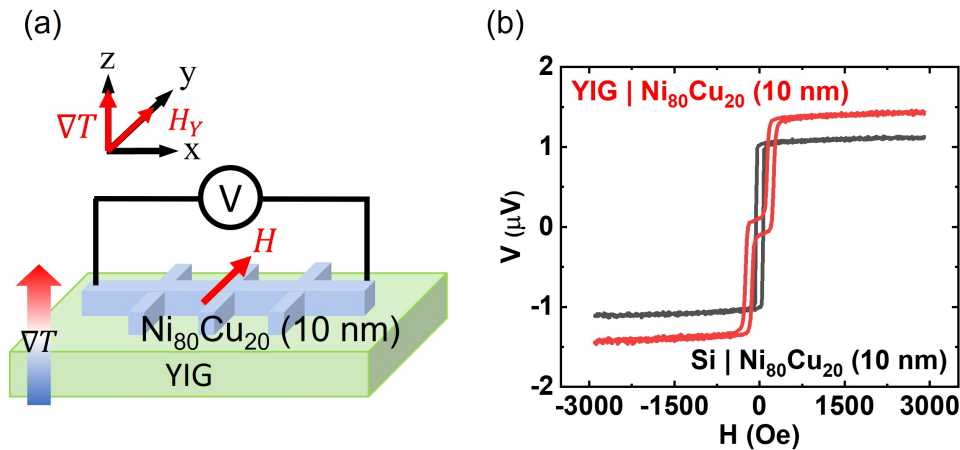 (a)
z
y
∇T
H_Y
x
V
H
∇T
Ni₈₀Cu₂₀ (10 nm)
YIG
(b)
YIG | Ni₈₀Cu₂₀ (10 nm)
Si | Ni₈₀Cu₂₀ (10 nm)
V (μV)
2
1
0
-1
-2
-3000
-1500
0
1500
3000
H (Oe)